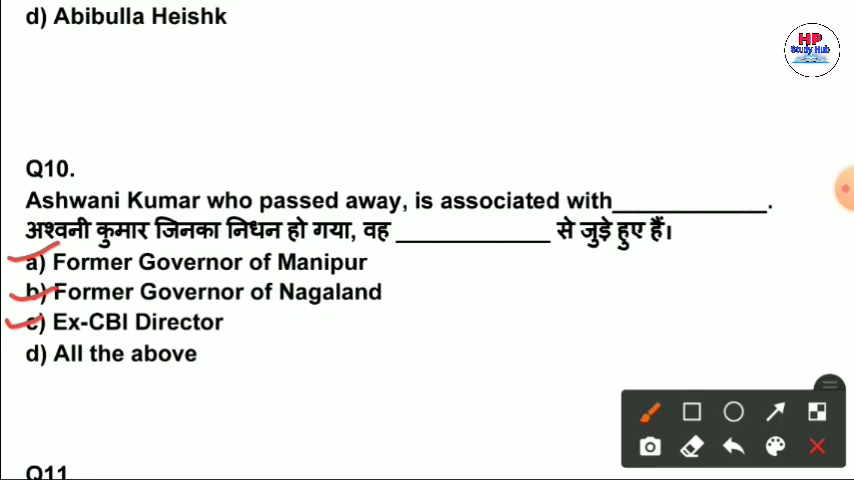 d) Abibulla Heishk
HP
Study Hub
Q10.
Ashwani Kumar who passed away, is associated with____________.
अश्वनी कुमार जिनका निधन हो गया, वह ____________ से जुड़े हुए हैं।
a) Former Governor of Manipur
b) Former Governor of Nagaland
c) Ex-CBI Director
d) All the above
Q11.